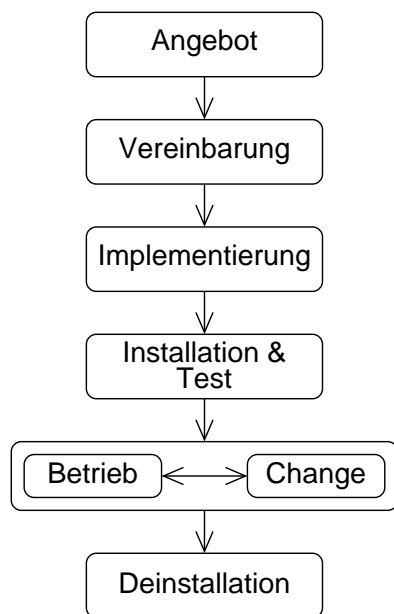 Angebot
Vereinbarung
Implementierung
Installation &
Test
Betrieb
Change
Deinstallation